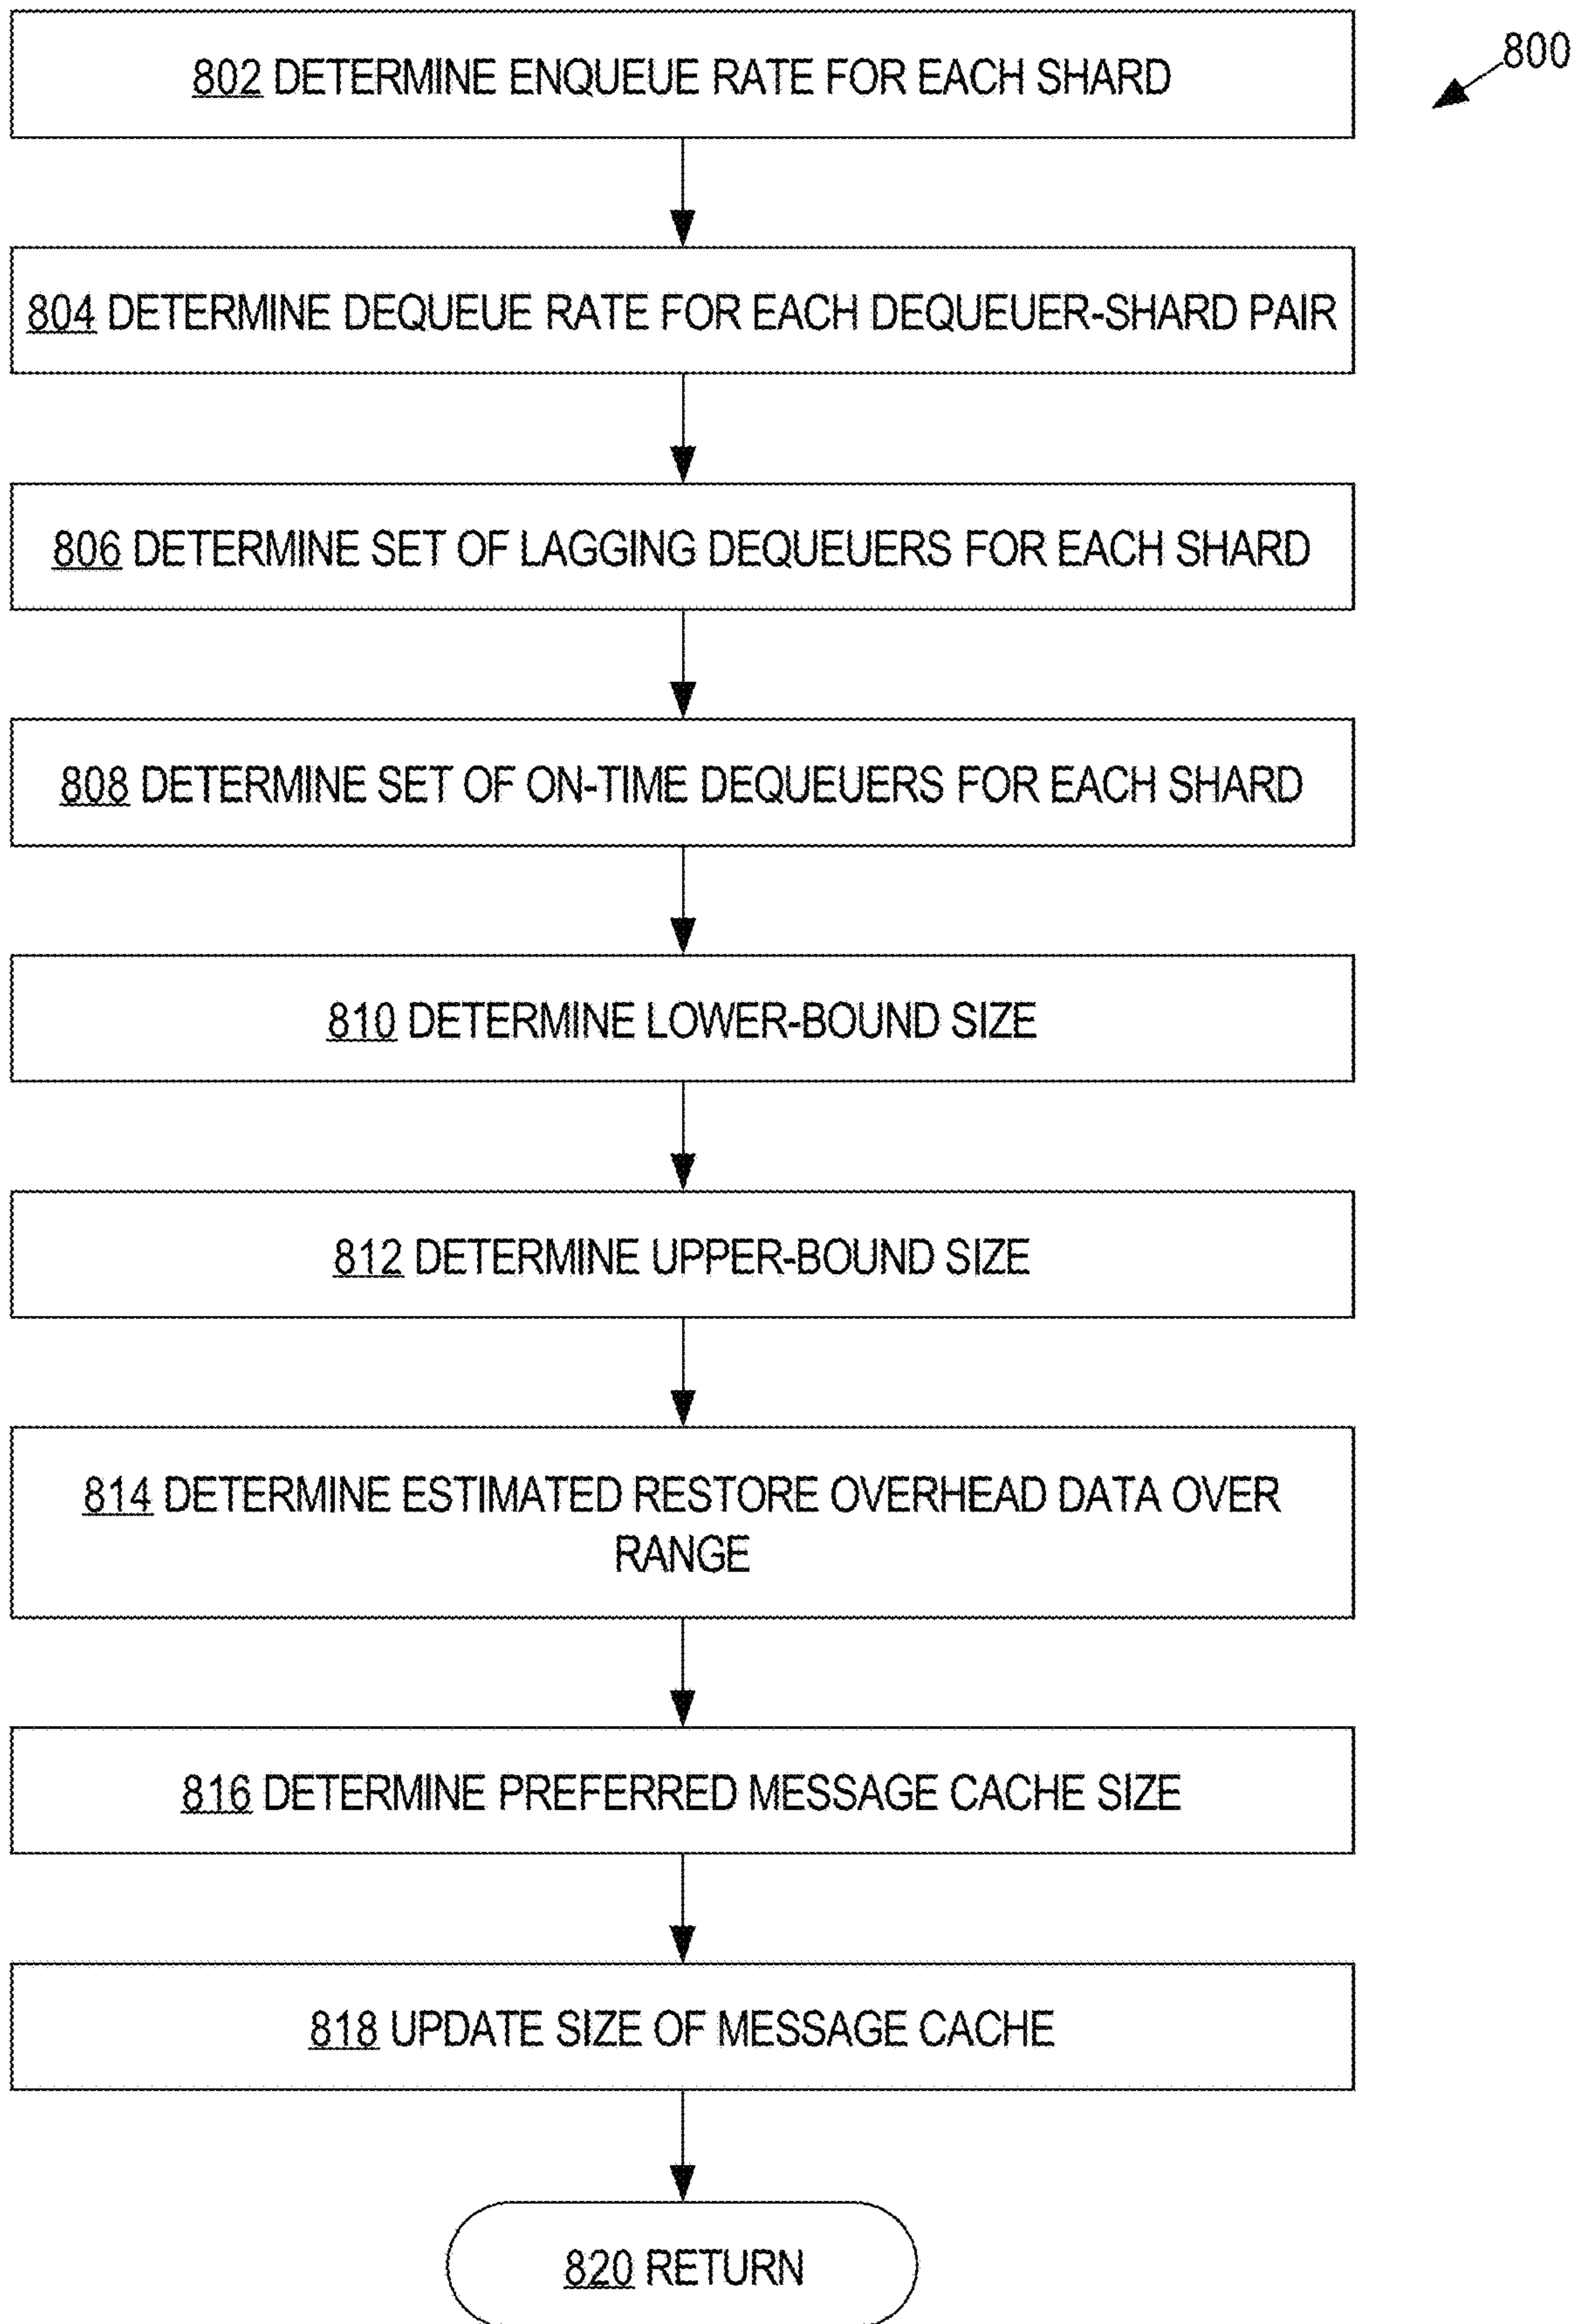 802 DETERMINE ENQUEUE RATE FOR EACH SHARD
800
804 DETERMINE DEQUEUE RATE FOR EACH DEQUEUER-SHARD PAIR
806 DETERMINE SET OF LAGGING DEQUEUERS FOR EACH SHARD
808 DETERMINE SET OF ON-TIME DEQUEUERS FOR EACH SHARD
810 DETERMINE LOWER-BOUND SIZE
812 DETERMINE UPPER-BOUND SIZE
814 DETERMINE ESTIMATED RESTORE OVERHEAD DATA OVER
RANGE
816 DETERMINE PREFERRED MESSAGE CACHE SIZE
818 UPDATE SIZE OF MESSAGE CACHE
820 RETURN